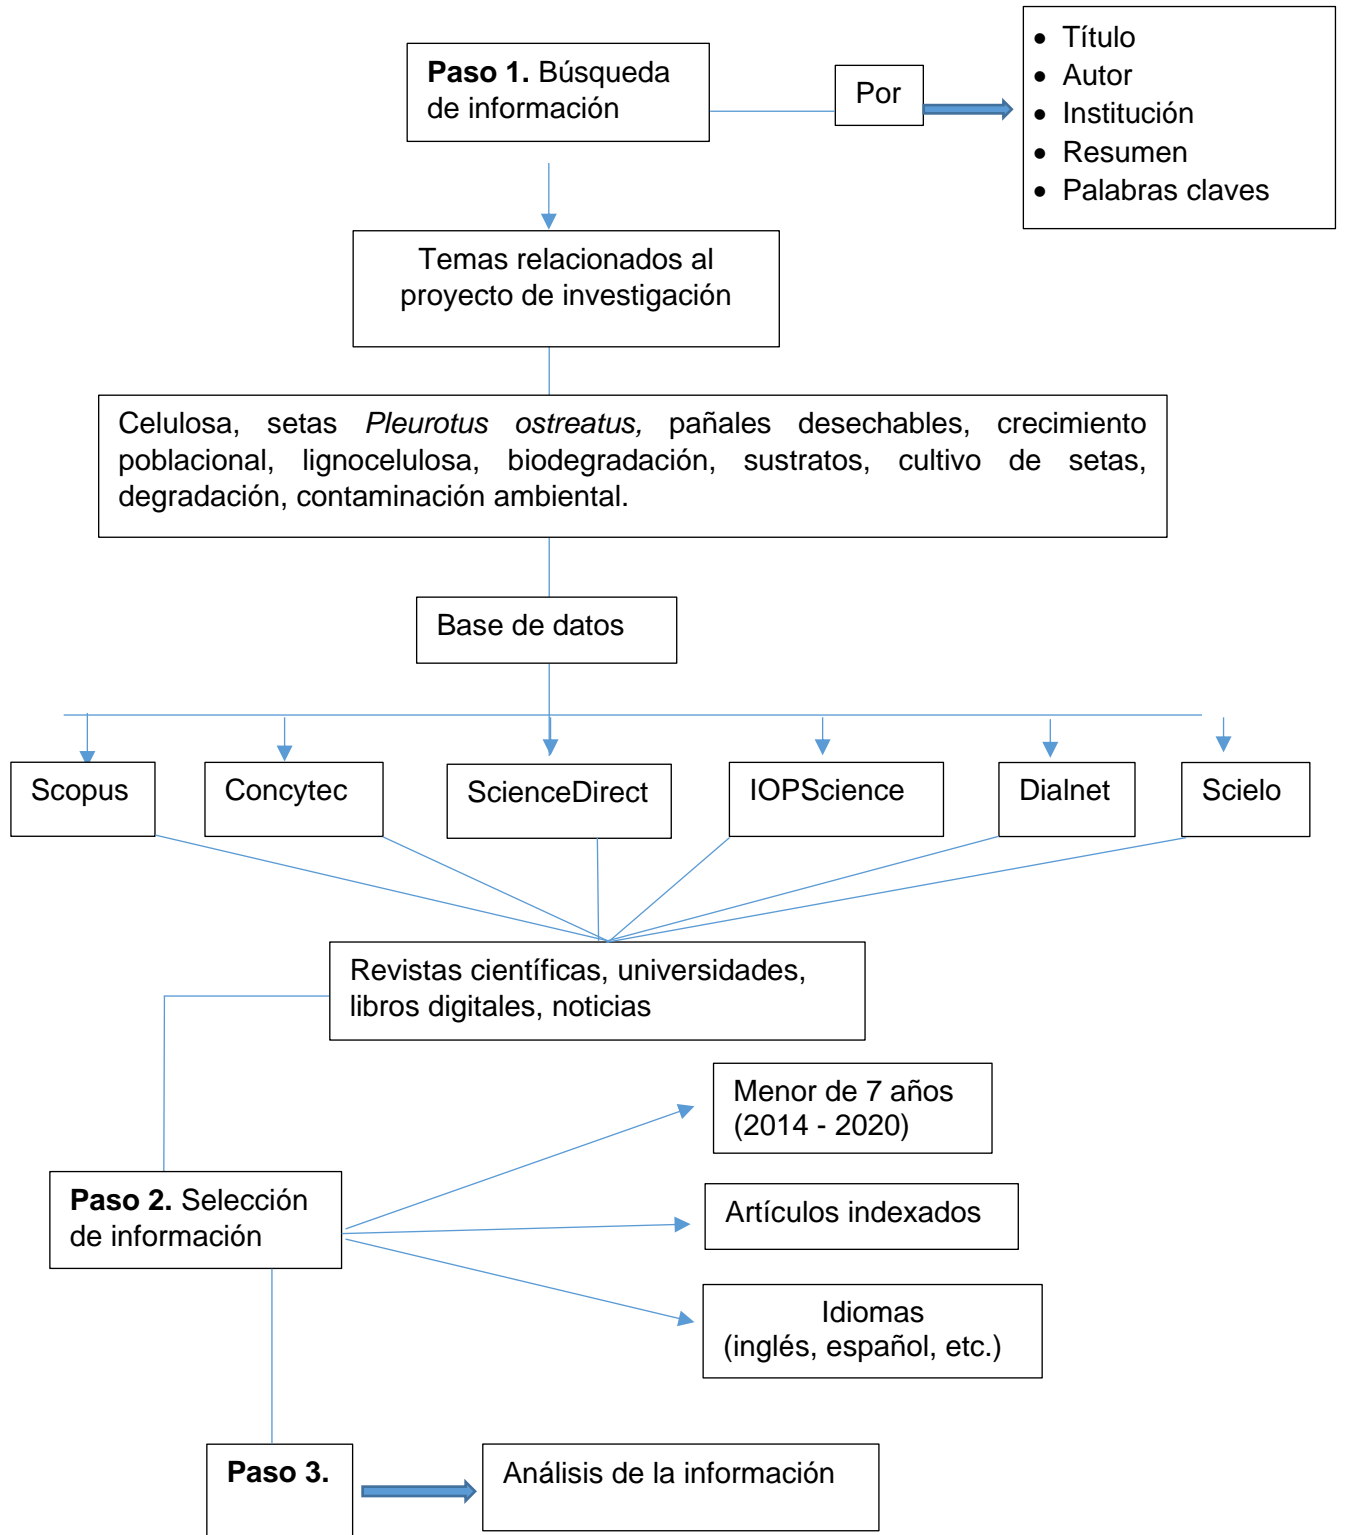 Paso 1. Búsqueda
de información
Por
• Título
• Autor
• Institución
• Resumen
• Palabras claves
Temas relacionados al
proyecto de investigación
Celulosa, setas Pleurotus ostreatus, pañales desechables, crecimiento
poblacional, lignocelulosa, biodegradación, sustratos, cultivo de setas,
degradación, contaminación ambiental.
Base de datos
Scopus
Concytec
ScienceDirect
IOPScience
Dialnet
Scielo
Revistas científicas, universidades,
libros digitales, noticias
Menor de 7 años
(2014 - 2020)
Paso 2. Selección
de información
Artículos indexados
Idiomas
(inglés, español, etc.)
Paso 3.
Análisis de la información